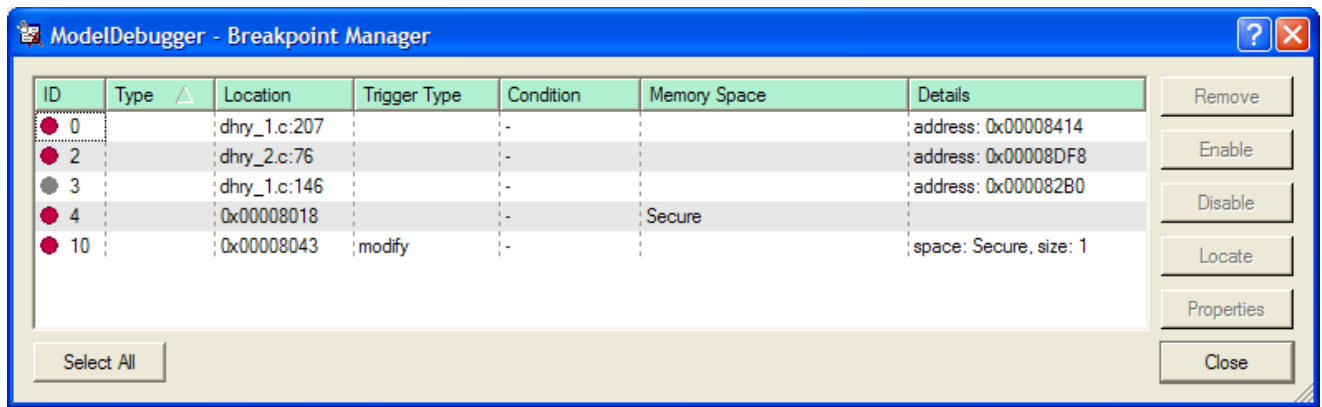 ModelDebugger - Breakpoint Manager
ID Type Location Trigger Type Condition Memory Space Details
0 dhry_1.c:207 - address: 0x00008414
2 dhry_2.c:76 - address: 0x00008DF8
3 dhry_1.c:146 - address: 0x000082B0
4 0x00008018 - Secure
10 0x00008043 modify - space: Secure, size: 1
Remove
Enable
Disable
Locate
Properties
Select All
Close